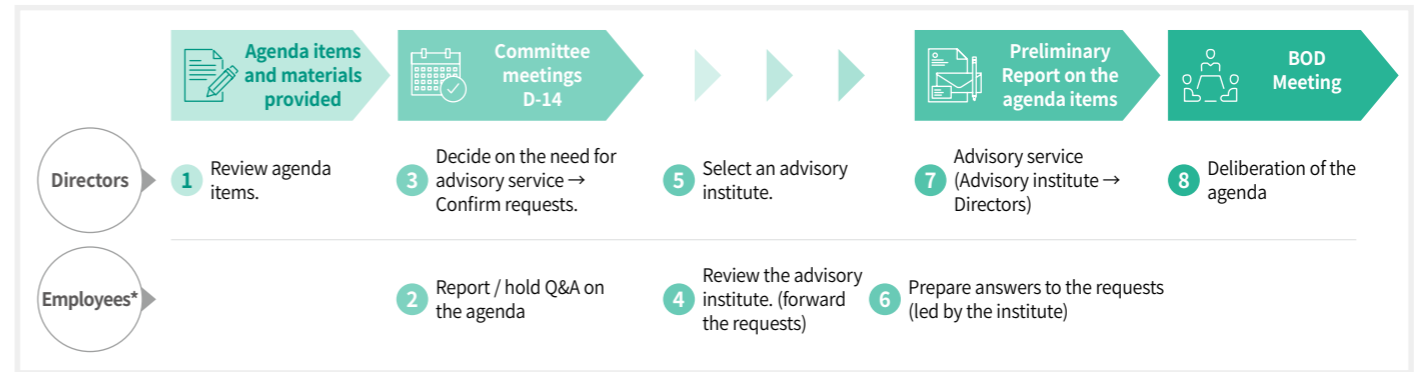 Agenda items
and materials
provided
Committee
meetings
D-14
Preliminary
Report on the
agenda items
BOD
Meeting
Directors
1 Review agenda
items.
3 Decide on the need for
advisory service →
Confirm requests.
5 Select an advisory
institute.
7 Advisory service
(Advisory institute →
Directors)
8 Deliberation of the
agenda
Employees*
2 Report / hold Q&A on
the agenda
4 Review the advisory
institute. (forward
the requests)
6 Prepare answers to the requests
(led by the institute)